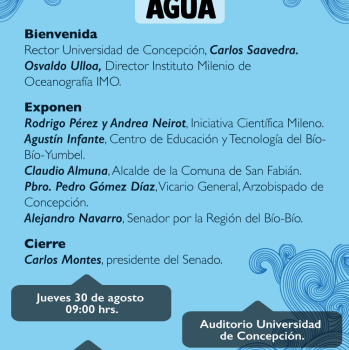 AGUA
Bienvenida
Rector Universidad de Concepción, Carlos Saavedra.
Osvaldo Ulloa, Director Instituto Milenio de
Oceanografía IMO.
Exponen
Rodrigo Pérez y Andrea Neirot, Iniciativa Científica Mileno.
Agustín Infante, Centro de Educación y Tecnología del Bío-
Bío-Yumbel.
Claudio Almuna, Alcalde de la Comuna de San Fabián.
Pbro. Pedro Gómez Díaz, Vicario General, Arzobispado de
Concepción.
Alejandro Navarro, Senador por la Región del Bío-Bío.
Cierre
Carlos Montes, presidente del Senado.
Jueves 30 de agosto
09:00 hrs.
Auditorio Universidad
de Concepción.